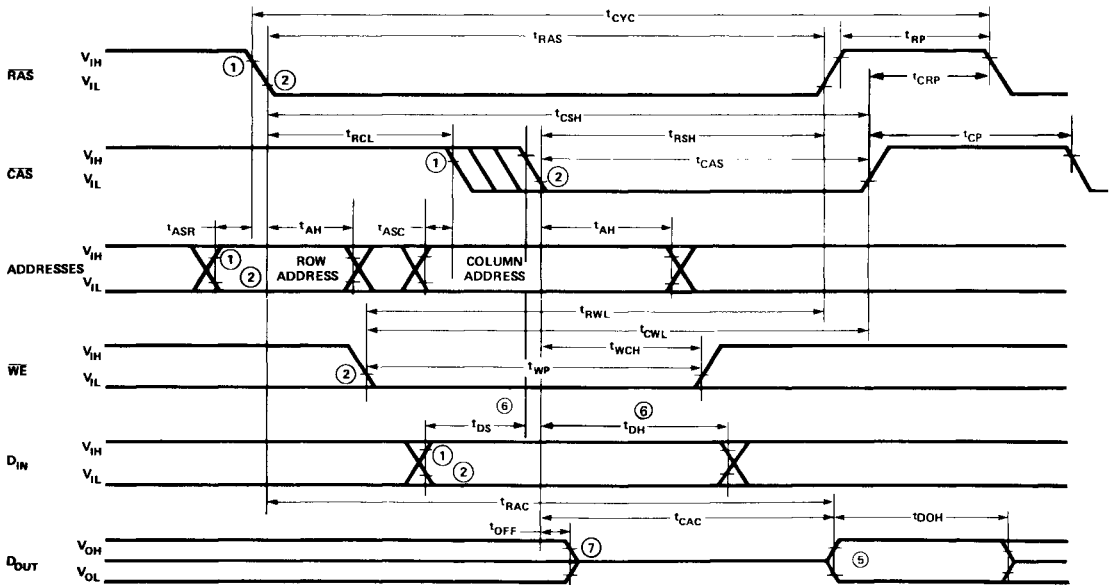 tCYC
tRAS
tRP
VIH
RAS
VIL
1
2
tCRP
tCSH
tRCL
tRSH
tCP
VIH
CAS
VIL
1
tCAS
2
tASR
tAH
tASC
tAH
VIH
ADDRESSES
VIL
1
2
ROW
ADDRESS
COLUMN
ADDRESS
tRWL
tCWL
VIH
WE
VIL
tWCH
tWP
2
6
6
tDS
tDH
VIH
DIN
VIL
1
2
tRAC
tOFF
tCAC
tDOH
VOH
DOUT
VOL
7
5